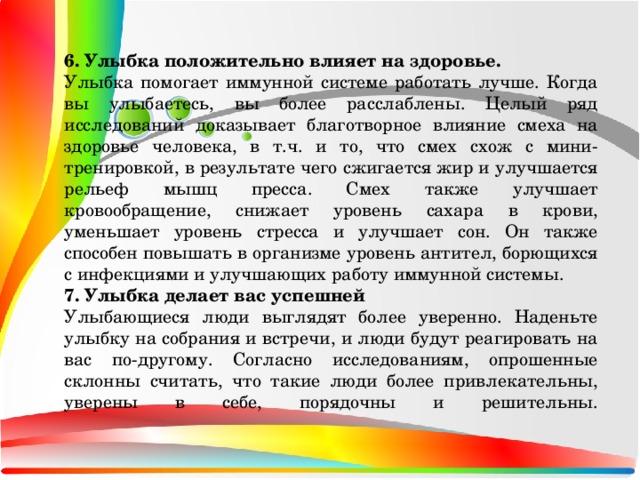 6. Улыбка положительно влияет на здоровье.
Улыбка помогает иммунной системе работать лучше. Когда
вы улыбаетесь, вы более расслаблены. Целый ряд
исследований доказывает благотворное влияние смеха на
здоровье человека, в т.ч. и то, что смех схож с мини-
тренировкой, в результате чего сжигается жир и улучшается
рельеф мышц пресса. Смех также улучшает
кровообращение, снижает уровень сахара в крови,
уменьшает уровень стресса и улучшает сон. Он также
способен повышать в организме уровень антител, борющихся
с инфекциями и улучшающих работу иммунной системы.
7. Улыбка делает вас успешней
Улыбающиеся люди выглядят более уверенно. Наденьте
улыбку на собрания и встречи, и люди будут реагировать на
вас по-другому. Согласно исследованиям, опрошенные
склонны считать, что такие люди более привлекательны,
уверены в себе, порядочны и решительны.